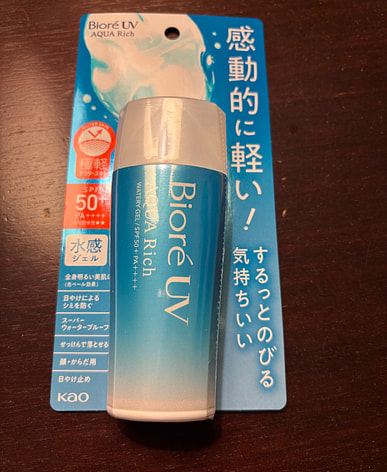 Bioré UV
AQUA Rich
感動的に軽い!
するっとのびる
気持ちいい
極軽
SPF
50+
PA++++
水感
ジェル
全身明るい美肌
日やけによる
シミを防ぐ
スーパー
ウォータープルーフ
せっけんで落とせる
顔・からだ用
日やけ止め
Kao
Bioré UV
AQUA Rich
WATERY GEL / SPF50+ PA++++